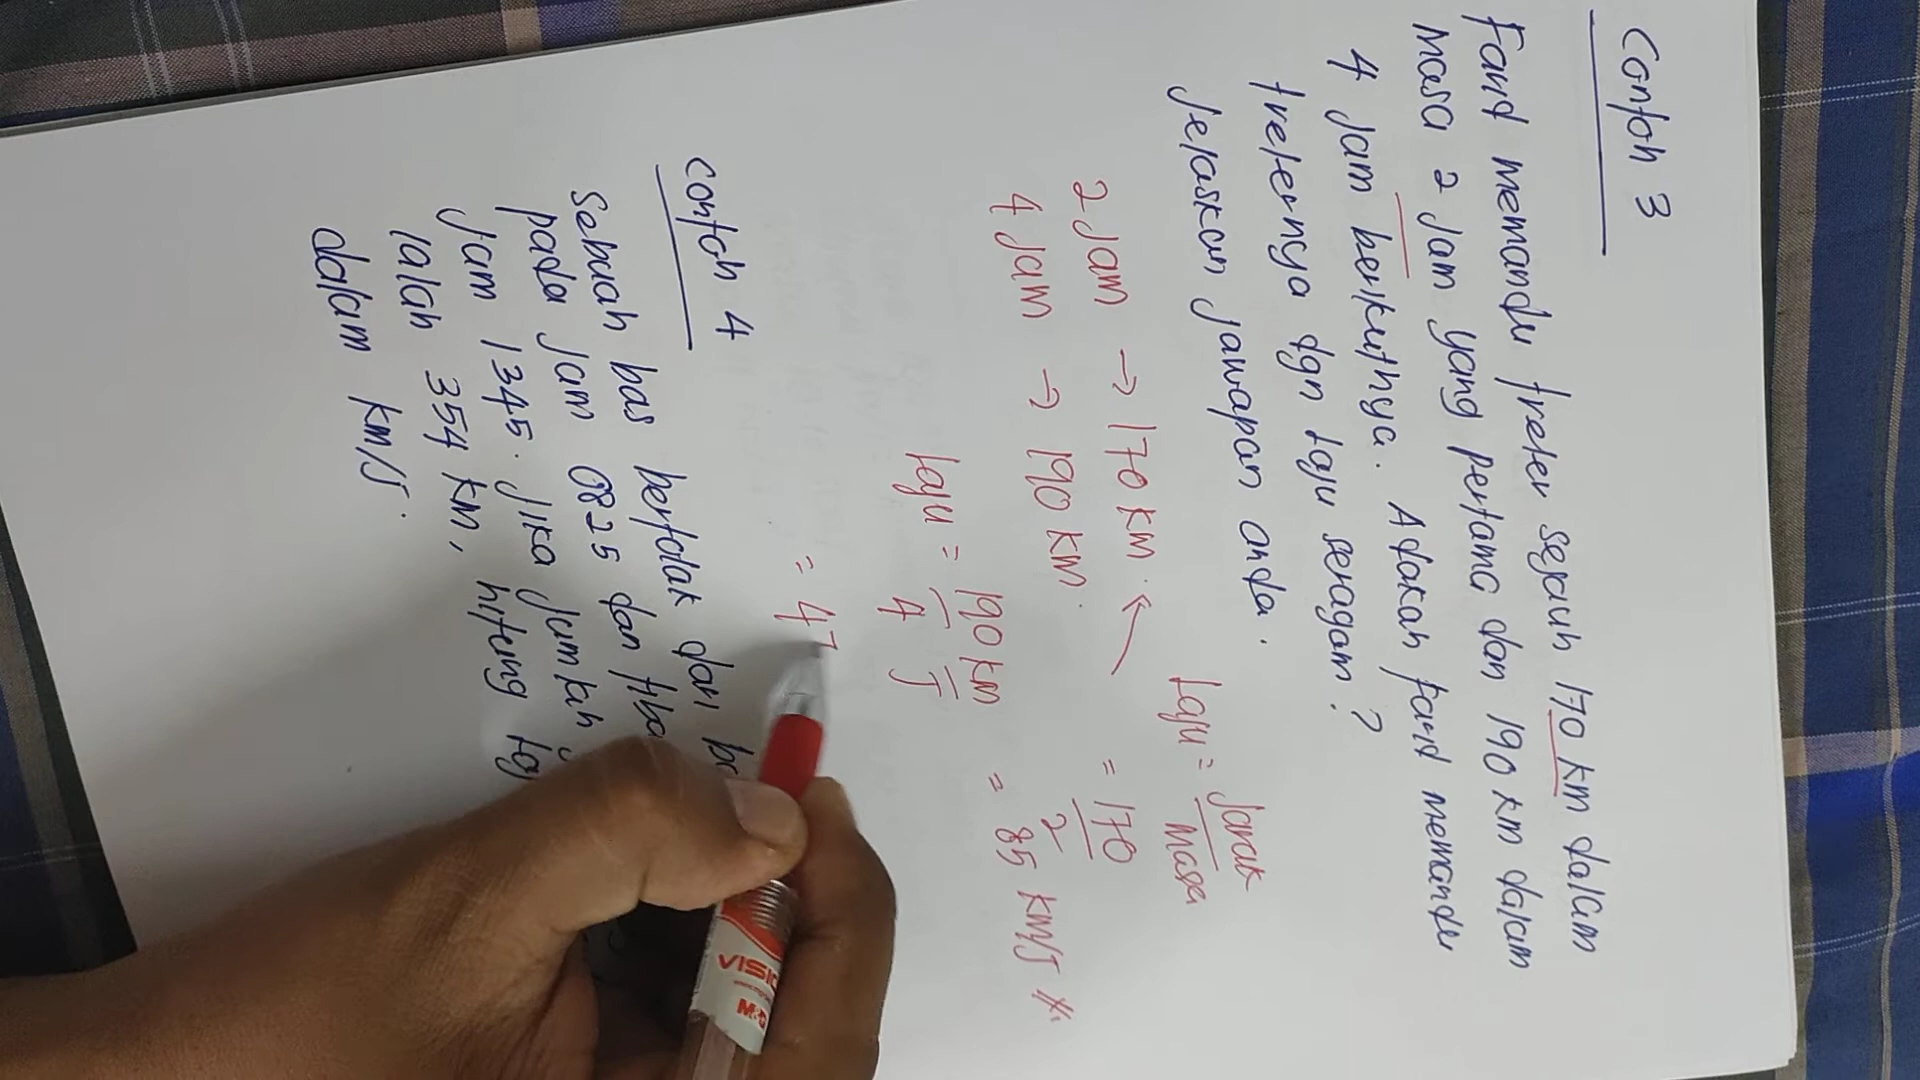 Contoh 3
Farid memandu treler sejauh 170 km dalam
masa 2 jam yang pertama dan 190 km dalam
4 jam berikutnya. Adakah farid memandu
trelernya dgn laju seragam?
Jelaskan jawapan anda.
laju = jarak
masa
2 jam → 170 km.
= 170
2
4 jam → 190 km.
= 85 km/j
laju = 190 km
4 j
= 47
Contoh 4
Sebuah bas bertolak dari
pada jam 0825 dan tiba
jam 1345. Jika jumlah
ialah 354 km, hitung
dalam km/j.
VISIO
M&G